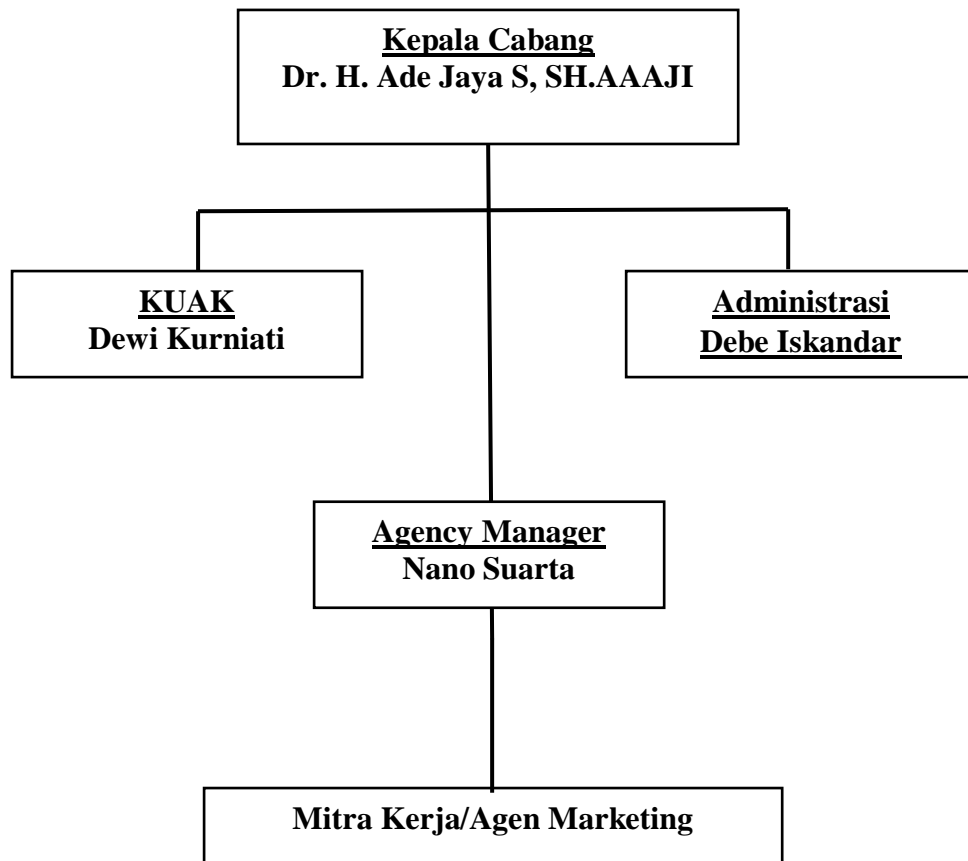 Kepala Cabang
Dr. H. Ade Jaya S, SH.AAAJI
KUAK
Dewi Kurniati
Administrasi
Debe Iskandar
Agency Manager
Nano Suarta
Mitra Kerja/Agen Marketing